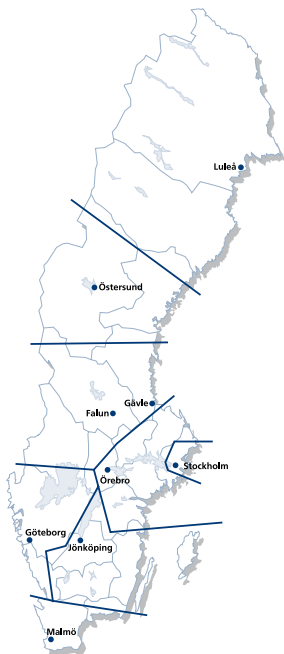 Luleå
Östersund
Gävle
Falun
Stockholm
Örebro
Göteborg
Jönköping
Malmö